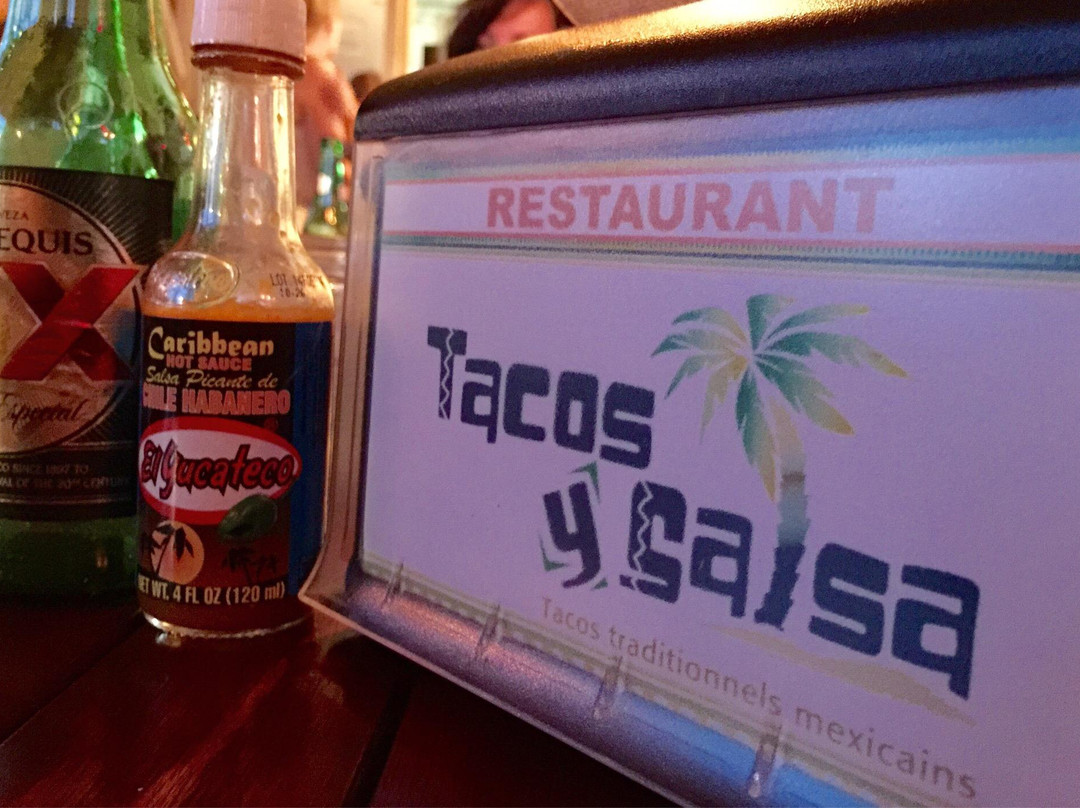 VEZA
EQUIS
X
Especial
Caribbean
HOT SAUCE
Salsa Picante de
CHILE HABANERO
El Yucateco
NET WT. 4 FL OZ (120 ml)
RESTAURANT
Tacos
y Salsa
Tacos traditionnels mexicains